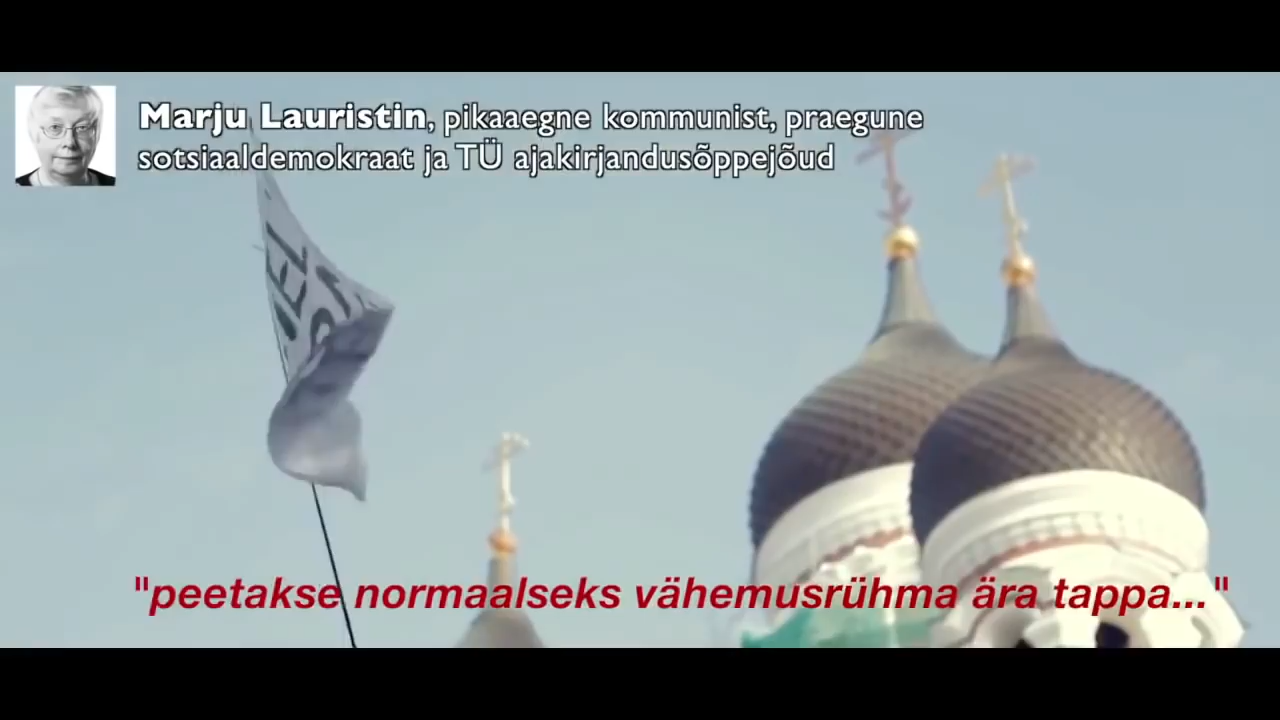 Marju Lauristin, pikaaegne kommunist, praegune
sotsiaaldemokraat ja TÜ ajakirjandusõppejõud
"peetakse normaalseks vähemusrühma ära tappa..."